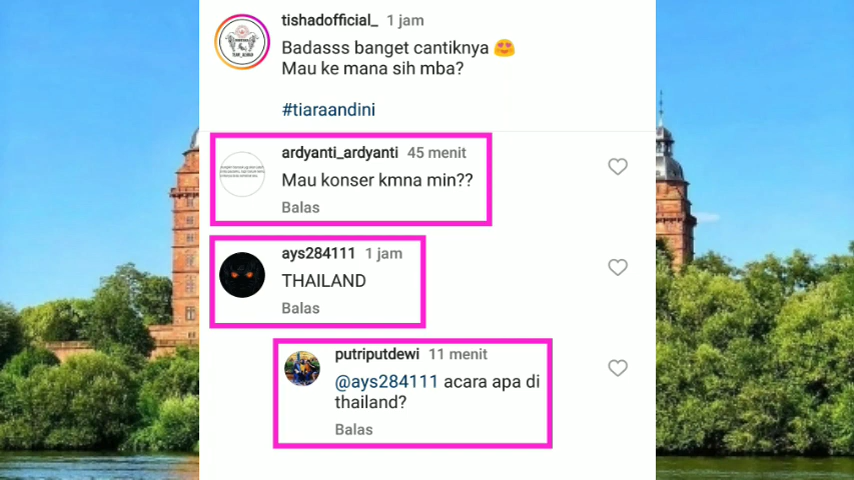 tishadofficial_ 1 jam
Badasss banget cantiknya 😍
Mau ke mana sih mba?
#tiaraandini
ardyanti_ardyanti 45 menit
Mau konser kmna min??
Balas
ays284111 1 jam
THAILAND
Balas
putriputdewi 11 menit
@ays284111 acara apa di
thailand?
Balas